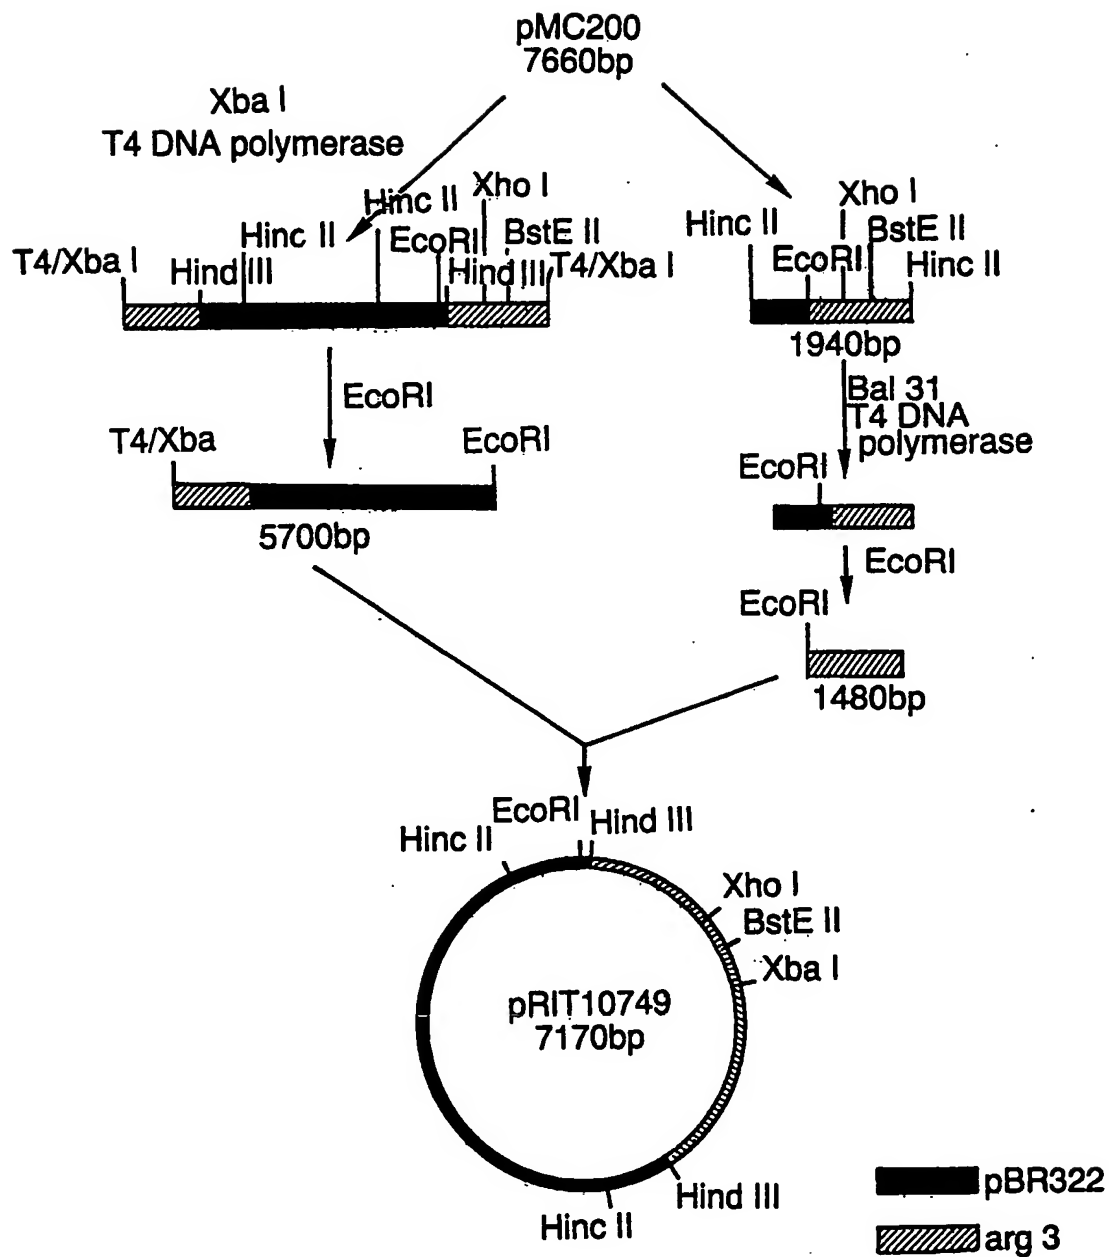 pMC200
7660bp
Xba I
T4 DNA polymerase
T4/Xba I
Hind III
Hinc II
Hinc II
EcoRI
Xho I
Hind III
BstE II
T4/Xba I
Hinc II
EcoRI
Xho I
BstE II
Hinc II
1940bp
EcoRI
Bal 31
T4 DNA
polymerase
T4/Xba
EcoRI
5700bp
EcoRI
EcoRI
EcoRI
1480bp
EcoRI
Hind III
Hinc II
Xho I
BstE II
Xba I
pRIT10749
7170bp
Hind III
Hinc II
pBR322
arg 3